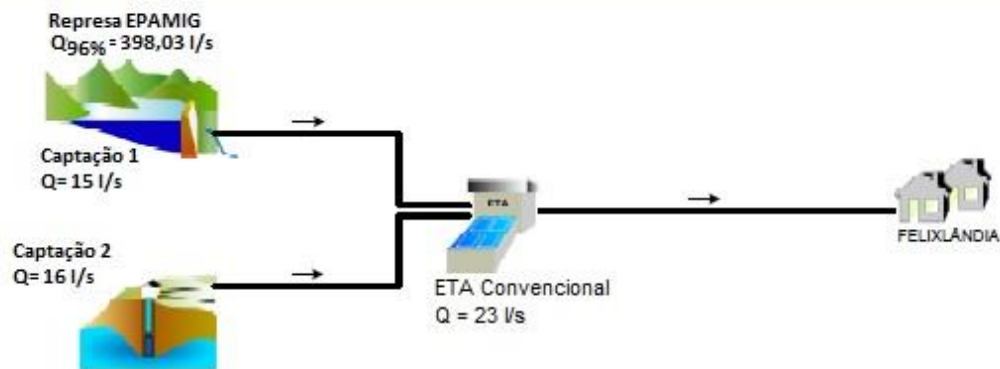 Represa EPAMIG
Q96% = 398,03 l/s
Captação 1
Q= 15 l/s
Captação 2
Q= 16 l/s
ETA
ETA Convencional
Q = 23 l/s
FELIXLÂNDIA